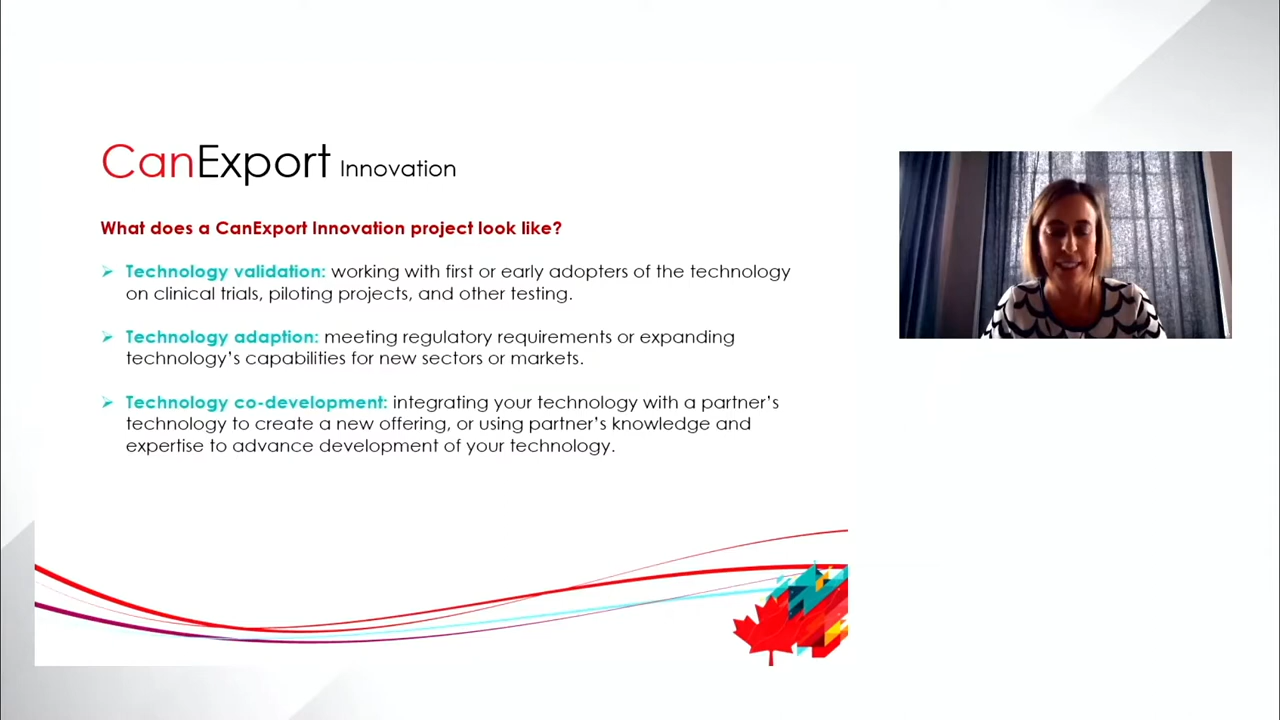 CanExport Innovation
What does a CanExport Innovation project look like?
➢ Technology validation: working with first or early adopters of the technology
on clinical trials, piloting projects, and other testing.
➢ Technology adaption: meeting regulatory requirements or expanding
technology's capabilities for new sectors or markets.
➢ Technology co-development: integrating your technology with a partner's
technology to create a new offering, or using partner's knowledge and
expertise to advance development of your technology.